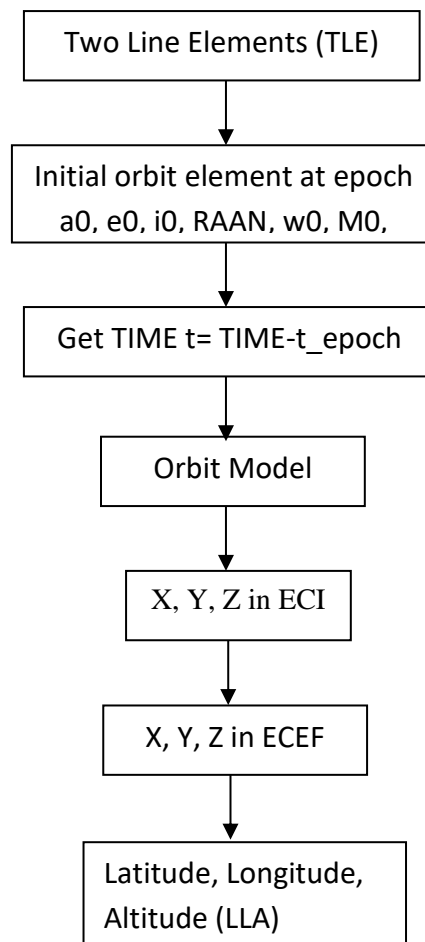 Two Line Elements (TLE)
Initial orbit element at epoch
a0, e0, i0, RAAN, w0, M0,
Get TIME t= TIME-t_epoch
Orbit Model
X, Y, Z in ECI
X, Y, Z in ECEF
Latitude, Longitude,
Altitude (LLA)